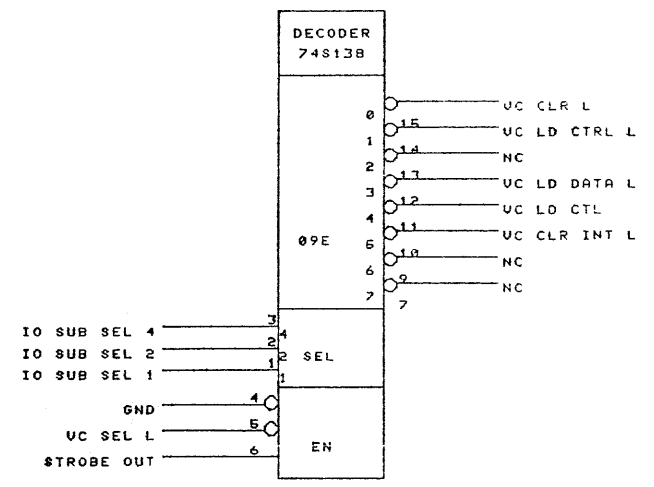 DECODER
74S138
0 VC CLR L
15
1 VC LD CTRL L
14
2 NC
13
3 VC LD DATA L
12
4 VC LD CTL
11
09E 5 VC CLR INT L
10
6 NC
9
7 NC
7
3
IO SUB SEL 4 4
2
IO SUB SEL 2 2 SEL
1
IO SUB SEL 1 1
4
GND
5
VC SEL L EN
6
STROBE OUT